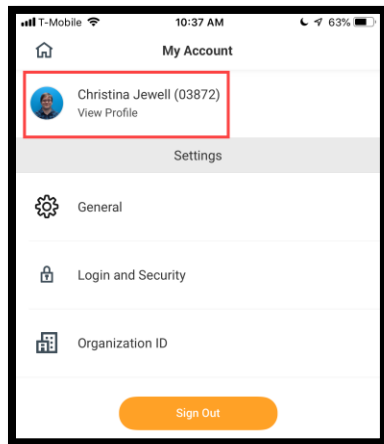 T-Mobile 10:37 AM 63%
My Account
Christina Jewell (03872)
View Profile
Settings
General
Login and Security
Organization ID
Sign Out